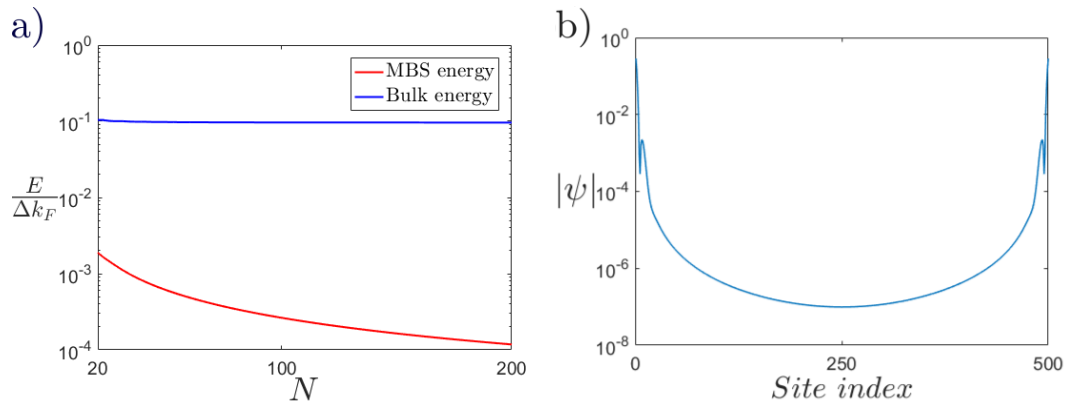 a)
10^0
10^-1
10^-2
10^-3
10^-4
E
Δk_F
MBS energy
Bulk energy
20
100
200
N
b)
10^0
10^-2
10^-4
10^-6
10^-8
|ψ|
0
250
500
Site index